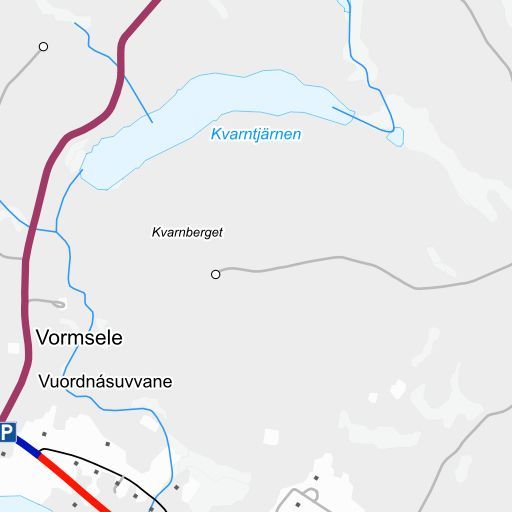 Kvarntjärnen
Kvarnberget
Vormsele
Vuordnásuvvane
P